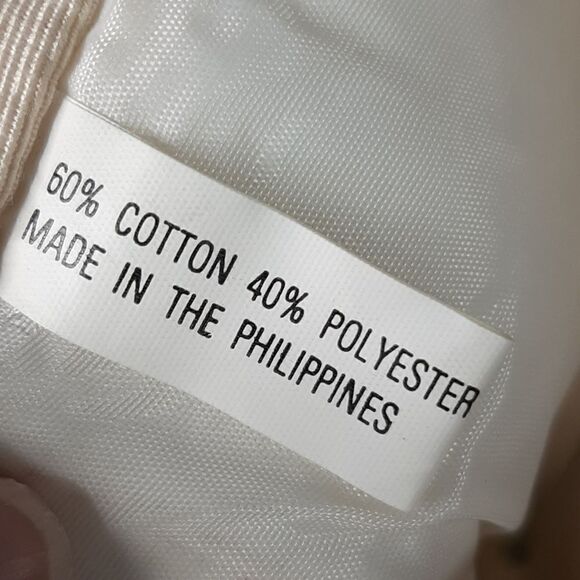 60% COTTON 40% POLYESTER
MADE IN THE PHILIPPINES